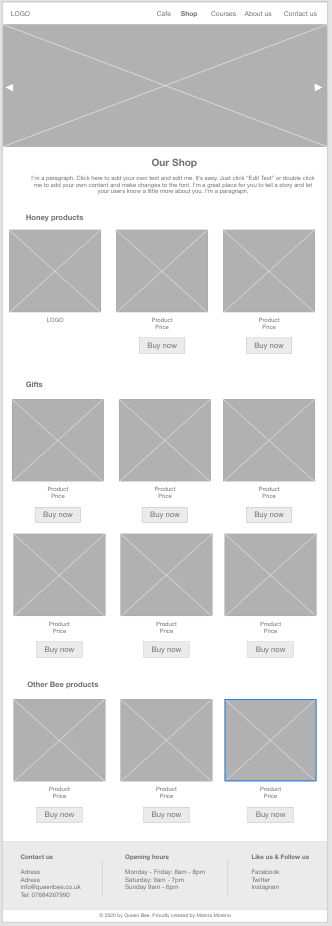 LOGO Cafe Shop Courses About us Contact us
Our Shop
I'm a paragraph. Click here to add your own text and edit me. It's easy. Just click "Edit Text" or double click
me to add your own content and make changes to the font. I'm a great place for you to tell a story and let
your users know a little more about you. I'm a paragraph.
Honey products
LOGO
Product
Price
Buy now
Product
Price
Buy now
Gifts
Product
Price
Buy now
Product
Price
Buy now
Product
Price
Buy now
Product
Price
Buy now
Product
Price
Buy now
Product
Price
Buy now
Other Bee products
Product
Price
Buy now
Product
Price
Buy now
Product
Price
Buy now
Contact us
Adress
Adress
info@queenbee.co.uk
Tel: 07684267990
Opening hours
Monday - Friday: 8am - 8pm
Saturday: 9am - 7pm
Sunday 9am - 6pm
Like us & Follow us
Facebook
Twitter
Instagram
© 2020 by Queen Bee. Proudly created by Marina Moreno